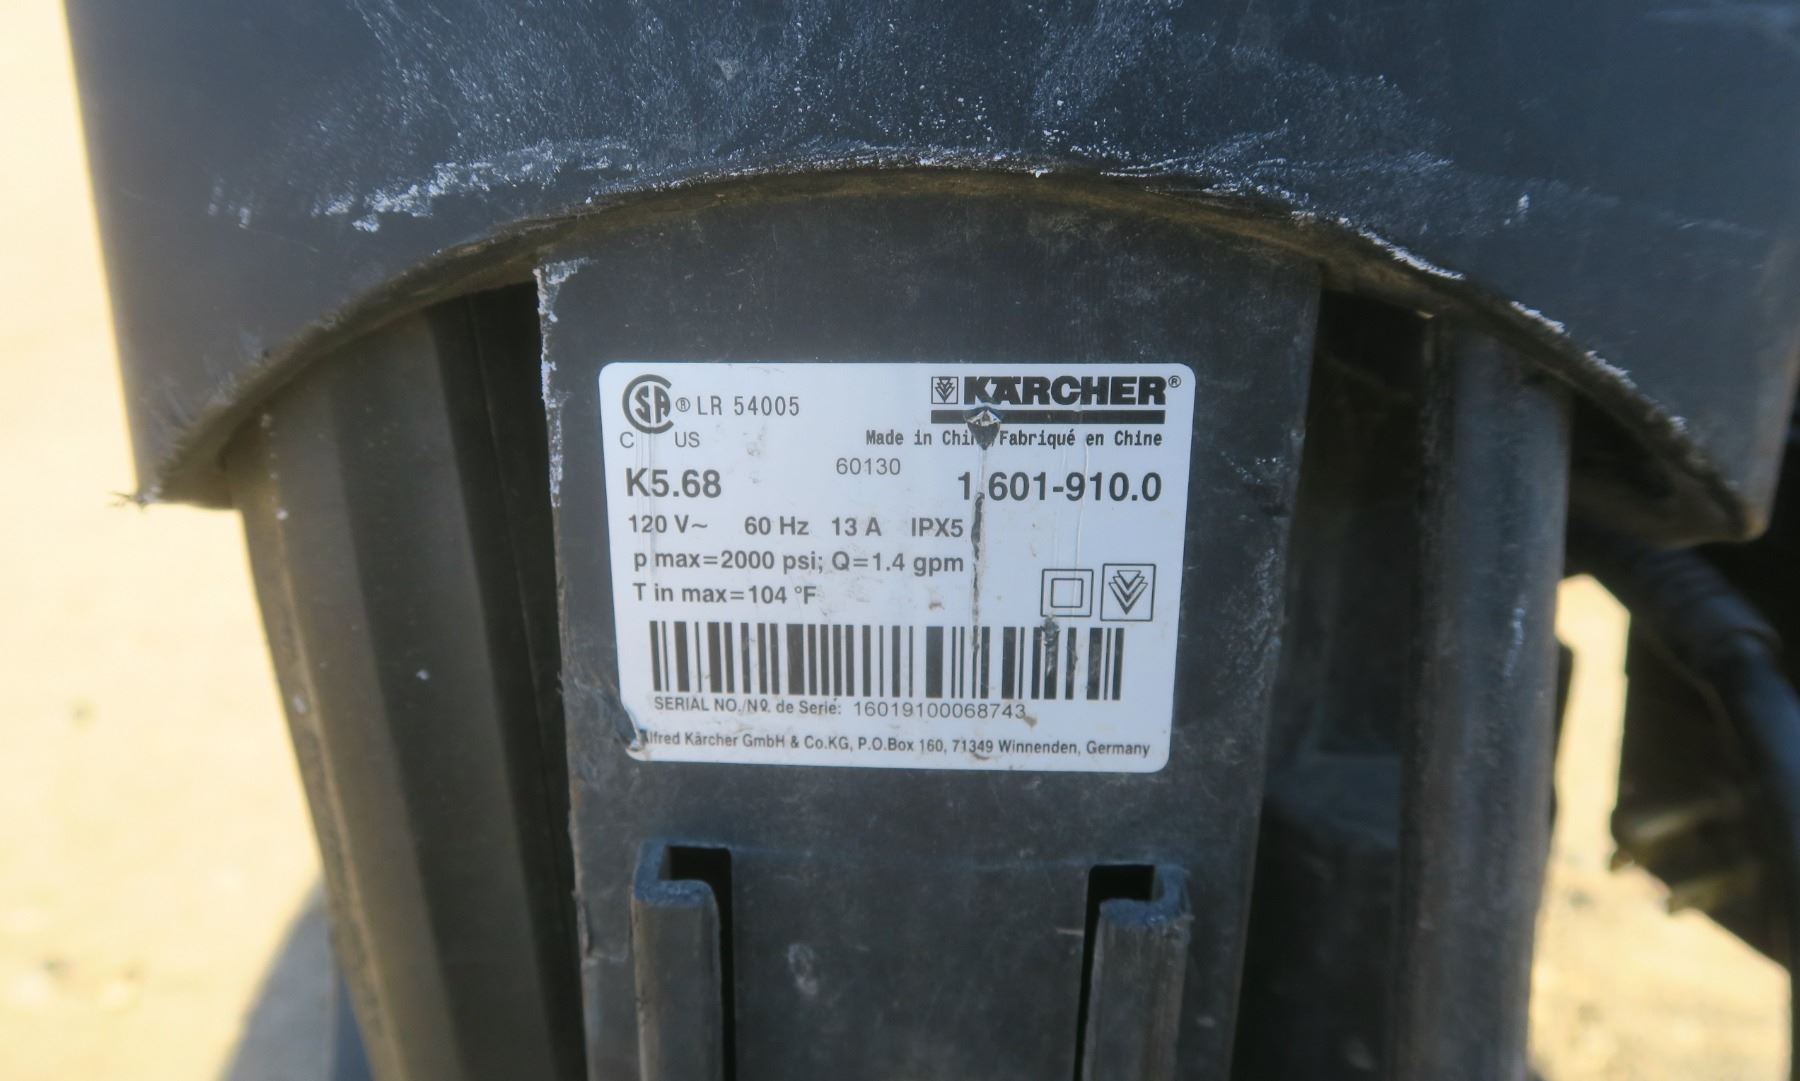 CSA ® LR 54005
C US
KÄRCHER®
Made in China/Fabriqué en Chine
60130
K5.68 1.601-910.0
120 V~ 60 Hz 13 A IPX5
p max=2000 psi; Q=1.4 gpm
T in max=104 °F
SERIAL NO./Nº. de Serie: 16019100068743
Alfred Kärcher GmbH & Co.KG, P.O.Box 160, 71349 Winnenden, Germany